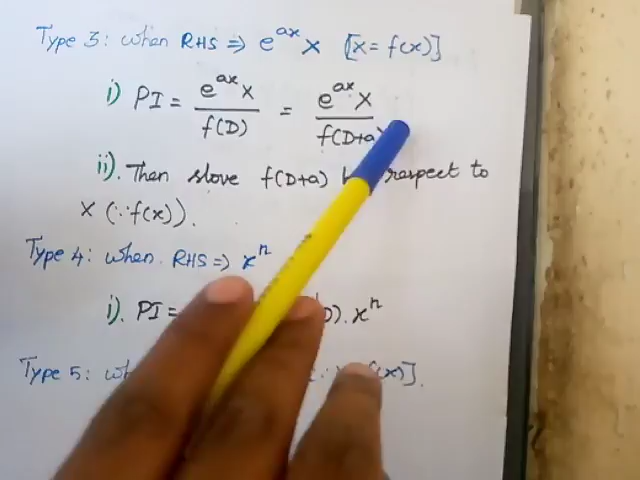 Type 3: when RHS ⇒ e^{ax} X [X = f(x)]
i) PI = e^{ax} X / f(D) = e^{ax} X / f(D+a)
ii). Then slove f(D+a) respect to
X (∵ f(x)).
Type 4: when RHS ⇒ x^n
i). PI = D). x^n
Type 5: f(x)].